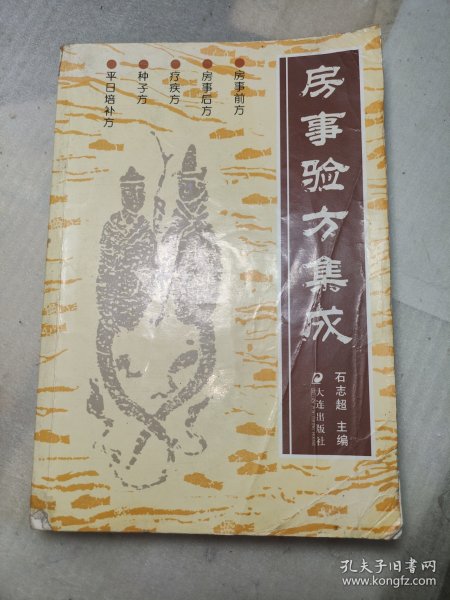 房事验方集成
石志超 主编
大连出版社
房事前方
房事后方
疗疾方
种子方
平日培补方
孔夫子旧书网
www.kongfz.com